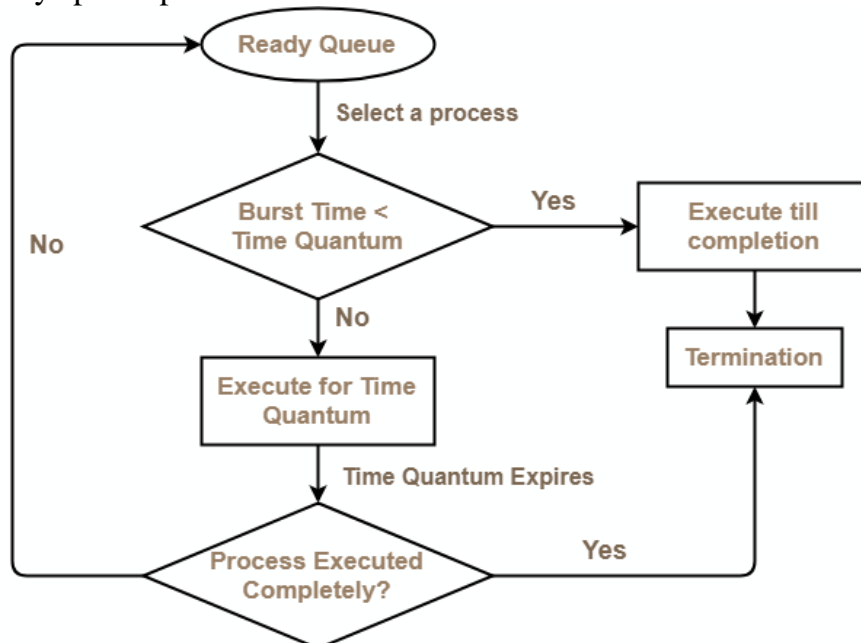 Ready Queue
Select a process
Burst Time <
Time Quantum
Yes
Execute till
completion
No
No
Termination
Execute for Time
Quantum
Time Quantum Expires
Process Executed
Completely?
Yes